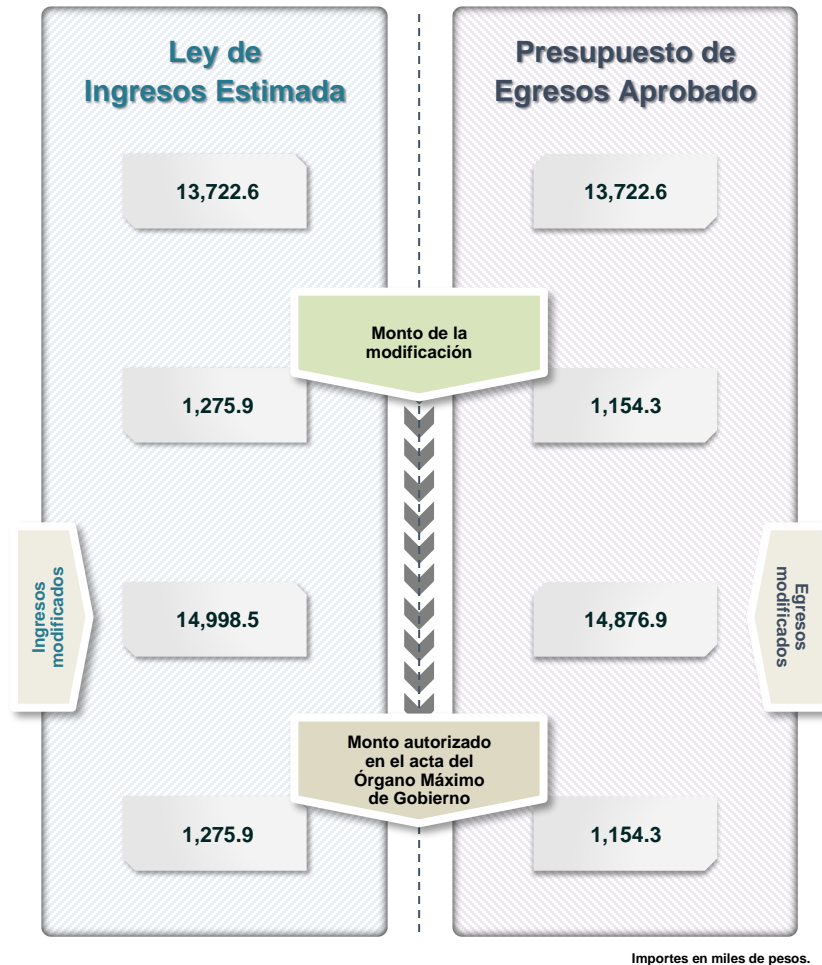 Ley de
Ingresos Estimada
Presupuesto de
Egresos Aprobado
13,722.6
13,722.6
Monto de la
modificación
1,275.9
1,154.3
Ingresos
modificados
14,998.5
14,876.9
Egresos
modificados
Monto autorizado
en el acta del
Órgano Máximo
de Gobierno
1,275.9
1,154.3
Importes en miles de pesos.